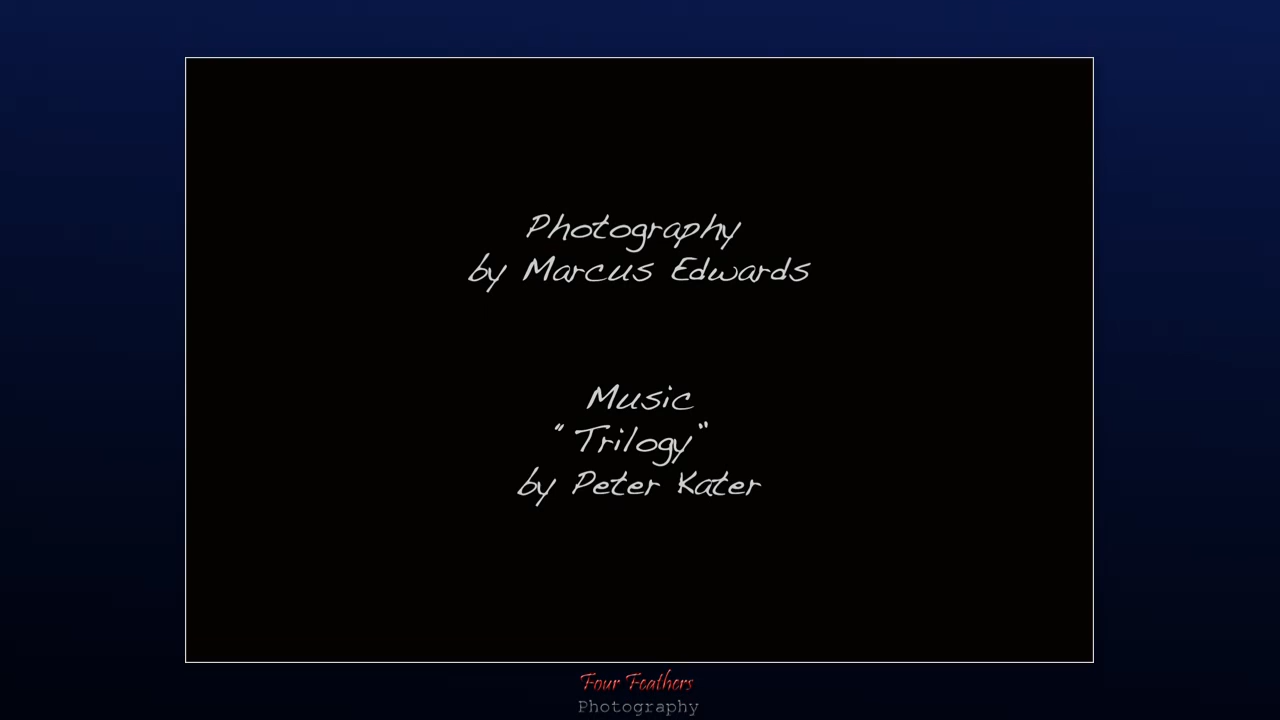 Photography
by Marcus Edwards
Music
"Trilogy"
by Peter Kater
Four Feathers
Photography